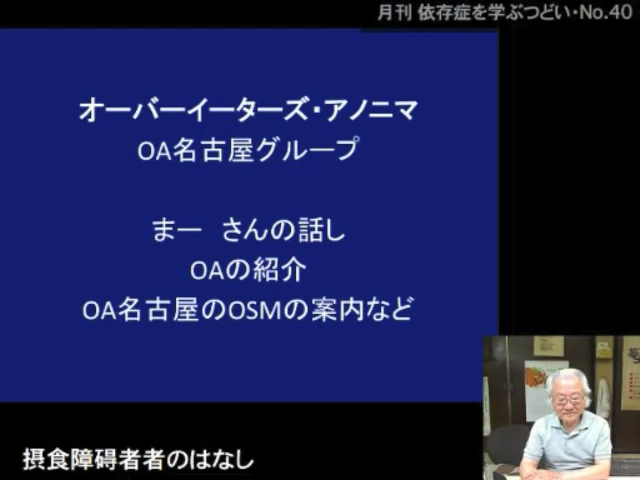 月刊 依存症を学ぶつどい・No.40
オーバーイーターズ・アノニマ
OA名古屋グループ
まー さんの話し
OAの紹介
OA名古屋のOSMの案内など
摂食障碍者者のはなし